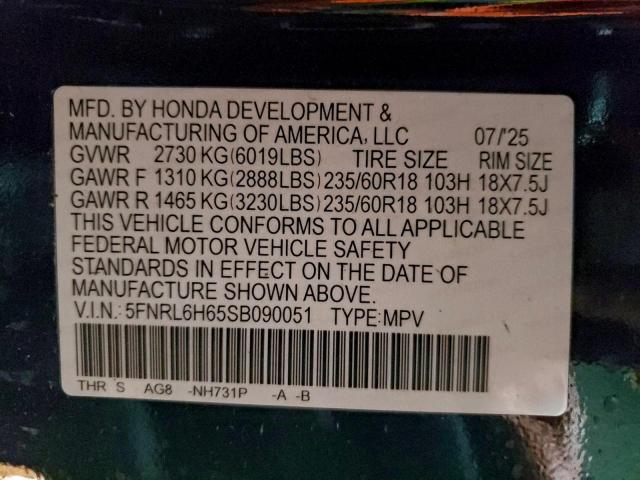 MFD. BY HONDA DEVELOPMENT &
MANUFACTURING OF AMERICA, LLC 07/'25
GVWR 2730 KG(6019LBS) TIRE SIZE RIM SIZE
GAWR F 1310 KG(2888LBS) 235/60R18 103H 18X7.5J
GAWR R 1465 KG(3230LBS) 235/60R18 103H 18X7.5J
THIS VEHICLE CONFORMS TO ALL APPLICABLE
FEDERAL MOTOR VEHICLE SAFETY
STANDARDS IN EFFECT ON THE DATE OF
MANUFACTURE SHOWN ABOVE.
V.I.N.: 5FNRL6H65SB090051 TYPE: MPV
THR S AG8 -NH731P -A -B